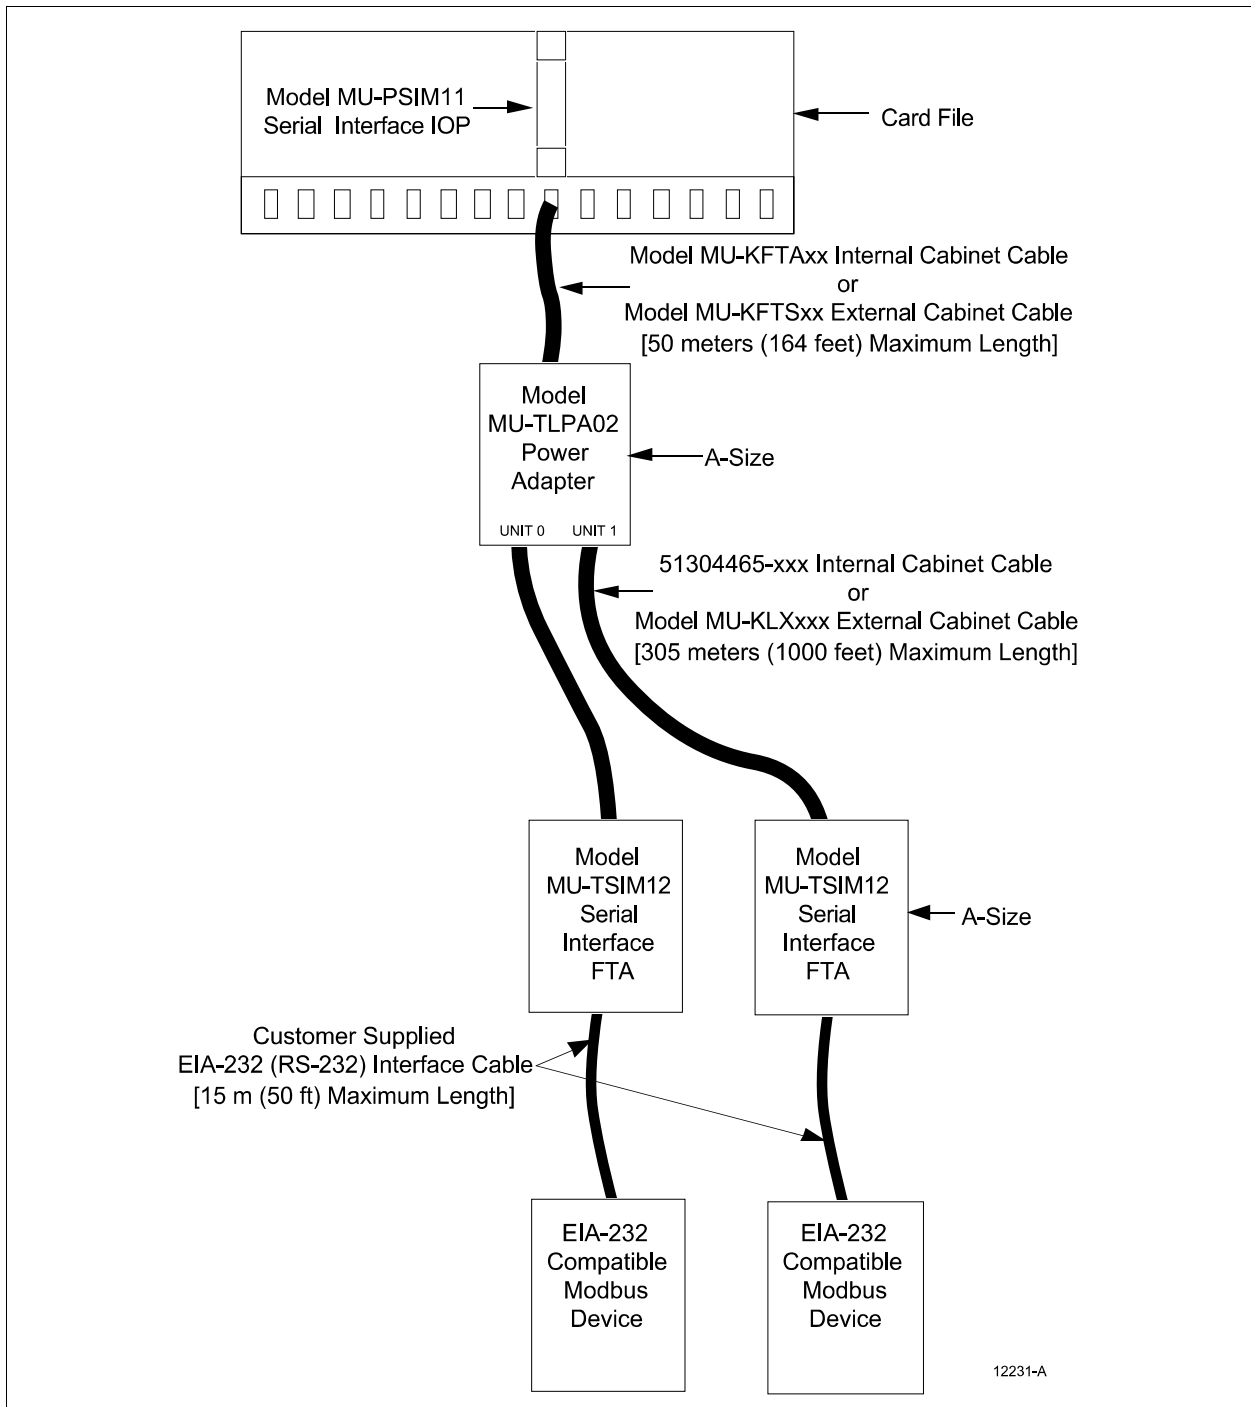 Model MU-PSIM11
Serial Interface IOP
Card File
Model MU-KFTAxx Internal Cabinet Cable
or
Model MU-KFTSxx External Cabinet Cable
[50 meters (164 feet) Maximum Length]
Model
MU-TLPA02
Power
Adapter
A-Size
UNIT 0
UNIT 1
51304465-xxx Internal Cabinet Cable
or
Model MU-KLXxxx External Cabinet Cable
[305 meters (1000 feet) Maximum Length]
Model
MU-TSIM12
Serial
Interface
FTA
Model
MU-TSIM12
Serial
Interface
FTA
A-Size
Customer Supplied
EIA-232 (RS-232) Interface Cable
[15 m (50 ft) Maximum Length]
EIA-232
Compatible
Modbus
Device
EIA-232
Compatible
Modbus
Device
12231-A